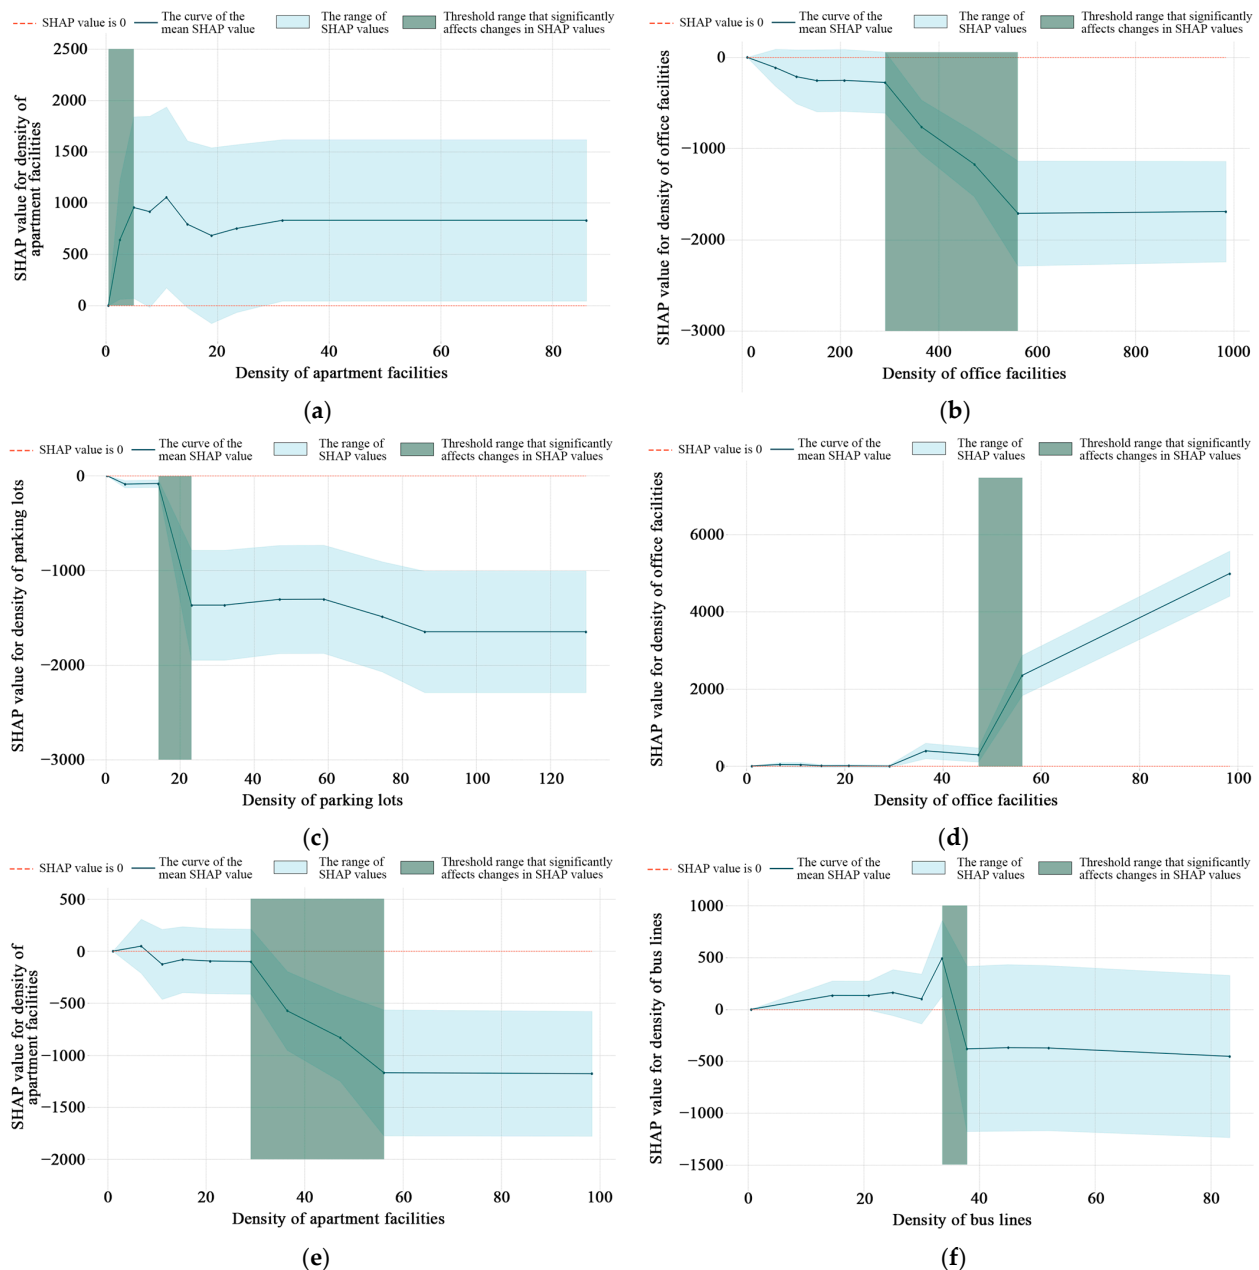 SHAP value is 0
The curve of the
mean SHAP value
The range of
SHAP values
Threshold range that significantly
affects changes in SHAP values
2500
2000
1500
1000
500
0
SHAP value for density of
apartment facilities
0 20 40 60 80
Density of apartment facilities
(a)
SHAP value is 0
The curve of the
mean SHAP value
The range of
SHAP values
Threshold range that significantly
affects changes in SHAP values
0
−1000
−2000
−3000
SHAP value for density of office facilities
0 200 400 600 800 1000
Density of office facilities
(b)
SHAP value is 0
The curve of the
mean SHAP value
The range of
SHAP values
Threshold range that significantly
affects changes in SHAP values
0
−1000
−2000
−3000
SHAP value for density of parking lots
0 20 40 60 80 100 120
Density of parking lots
(c)
SHAP value is 0
The curve of the
mean SHAP value
The range of
SHAP values
Threshold range that significantly
affects changes in SHAP values
6000
4000
2000
0
SHAP value for density of office facilities
0 20 40 60 80 100
Density of office facilities
(d)
SHAP value is 0
The curve of the
mean SHAP value
The range of
SHAP values
Threshold range that significantly
affects changes in SHAP values
500
0
−500
−1000
−1500
−2000
SHAP value for density of
apartment facilities
0 20 40 60 80 100
Density of apartment facilities
(e)
SHAP value is 0
The curve of the
mean SHAP value
The range of
SHAP values
Threshold range that significantly
affects changes in SHAP values
1000
500
0
−500
−1000
−1500
SHAP value for density of bus lines
0 20 40 60 80
Density of bus lines
(f)